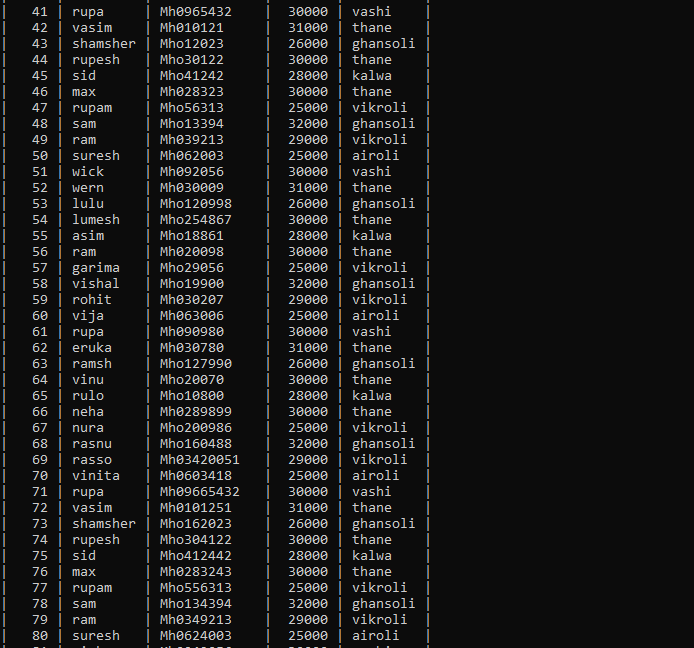 | 41 | rupa | Mh0965432 | 30000 | vashi |
| 42 | vasim | Mh010121 | 31000 | thane |
| 43 | shamsher | Mh12023 | 26000 | ghansoli |
| 44 | rupesh | Mho30122 | 30000 | thane |
| 45 | sid | Mho41242 | 28000 | kalwa |
| 46 | max | Mh028323 | 30000 | thane |
| 47 | rupam | Mho56313 | 25000 | vikroli |
| 48 | sam | Mho13394 | 32000 | ghansoli |
| 49 | ram | Mh039213 | 29000 | vikroli |
| 50 | suresh | Mh062003 | 25000 | airoli |
| 51 | wick | Mh092056 | 30000 | vashi |
| 52 | wern | Mh030009 | 31000 | thane |
| 53 | lulu | Mho120998 | 26000 | ghansoli |
| 54 | lumesh | Mho254867 | 30000 | thane |
| 55 | asim | Mho18861 | 28000 | kalwa |
| 56 | ram | Mh020098 | 30000 | thane |
| 57 | garima | Mho29056 | 25000 | vikroli |
| 58 | vishal | Mho19900 | 32000 | ghansoli |
| 59 | rohit | Mh030207 | 29000 | vikroli |
| 60 | vija | Mh063006 | 25000 | airoli |
| 61 | rupa | Mh090980 | 30000 | vashi |
| 62 | eruka | Mh030780 | 31000 | thane |
| 63 | ramsh | Mho127990 | 26000 | ghansoli |
| 64 | vinu | Mho20070 | 30000 | thane |
| 65 | rulo | Mho10800 | 28000 | kalwa |
| 66 | neha | Mh0289899 | 30000 | thane |
| 67 | nura | Mho200986 | 25000 | vikroli |
| 68 | rasnu | Mho160488 | 32000 | ghansoli |
| 69 | rasso | Mh03420051 | 29000 | vikroli |
| 70 | vinita | Mh0603418 | 25000 | airoli |
| 71 | rupa | Mh09665432 | 30000 | vashi |
| 72 | vasim | Mh0101251 | 31000 | thane |
| 73 | shamsher | Mho162023 | 26000 | ghansoli |
| 74 | rupesh | Mho304122 | 30000 | thane |
| 75 | sid | Mho412442 | 28000 | kalwa |
| 76 | max | Mh0283243 | 30000 | thane |
| 77 | rupam | Mho556313 | 25000 | vikroli |
| 78 | sam | Mho134394 | 32000 | ghansoli |
| 79 | ram | Mh0349213 | 29000 | vikroli |
| 80 | suresh | Mh0624003 | 25000 | airoli |